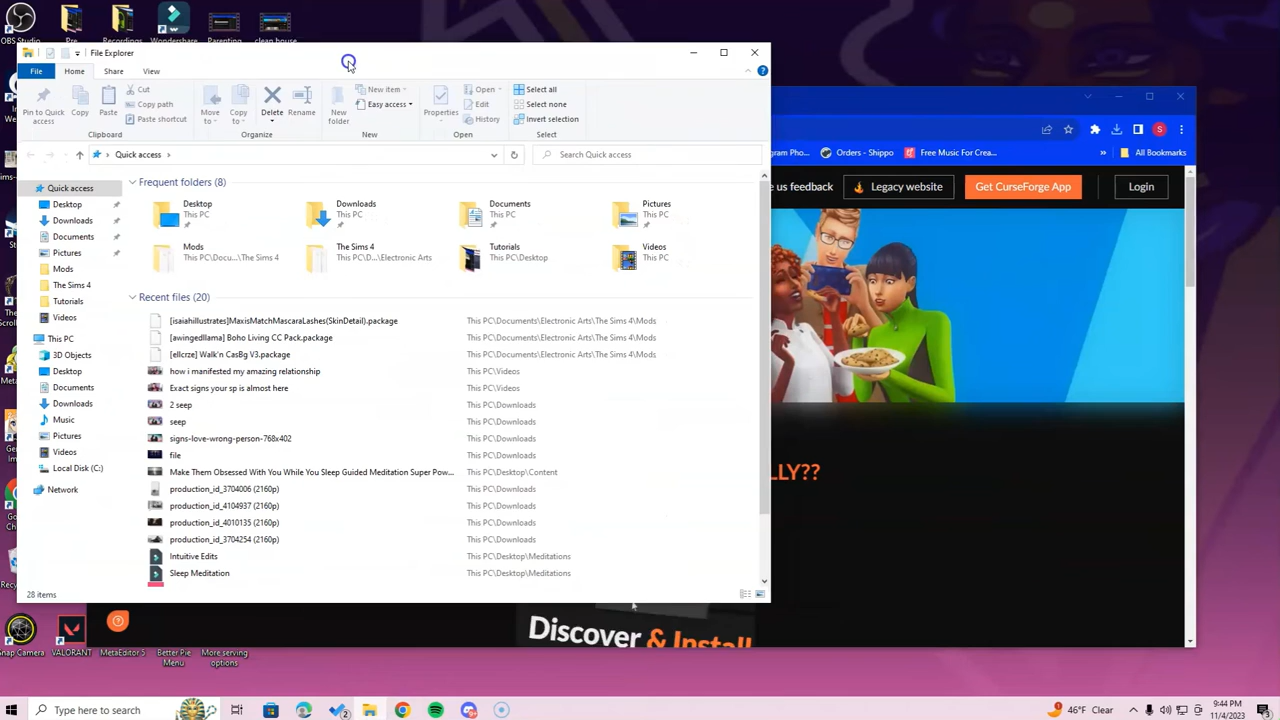 OBS Studio
Pre
Recordings
Wondershare
Parenting
clean house
File Explorer
File
Home
Share
View
Pin to Quick access
Copy
Paste
Cut
Copy path
Paste shortcut
Clipboard
Move to
Copy to
Delete
Rename
Organize
New folder
New item
Easy access
New
Properties
Open
Edit
History
Open
Select all
Select none
Invert selection
Select
Quick access
Search Quick access
Quick access
Desktop
Downloads
Documents
Pictures
Mods
The Sims 4
Tutorials
Videos
This PC
3D Objects
Desktop
Documents
Downloads
Music
Pictures
Videos
Local Disk (C:)
Network
Frequent folders (8)
Desktop
This PC
Downloads
This PC
Documents
This PC
Pictures
This PC
Mods
This PC\Docu...\The Sims 4
The Sims 4
This PC\D...\Electronic Arts
Tutorials
This PC\Desktop
Videos
This PC
Recent files (20)
[isaiahillustrates]MaxisMatchMascaraLashes(SkinDetail).package This PC\Documents\Electronic Arts\The Sims 4\Mods
[awingedllama] Boho Living CC Pack.package This PC\Documents\Electronic Arts\The Sims 4\Mods
[ellcrze] Walk'n CasBg V3.package This PC\Documents\Electronic Arts\The Sims 4\Mods
how i manifested my amazing relationship This PC\Videos
Exact signs your sp is almost here This PC\Videos
2 seep This PC\Downloads
seep This PC\Downloads
signs-love-wrong-person-768x402 This PC\Downloads
file This PC\Downloads
Make Them Obsessed With You While You Sleep Guided Meditation Super Pow... This PC\Desktop\Content
production_id_3704006 (2160p) This PC\Downloads
production_id_4104937 (2160p) This PC\Downloads
production_id_4010135 (2160p) This PC\Downloads
production_id_3704254 (2160p) This PC\Downloads
Intuitive Edits This PC\Desktop\Meditations
Sleep Meditation This PC\Desktop\Meditations
28 items
S
gram Pho...
Orders - Shippo
Free Music For Crea...
»
All Bookmarks
e us feedback
Legacy website
Get CurseForge App
Login
LLY??
Discover & Install
Snap Camera
VALORANT
MetaEditor 5
Better Pie Menu
More serving options
Type here to search
2
46°F Clear
9:44 PM
11/4/2023
3